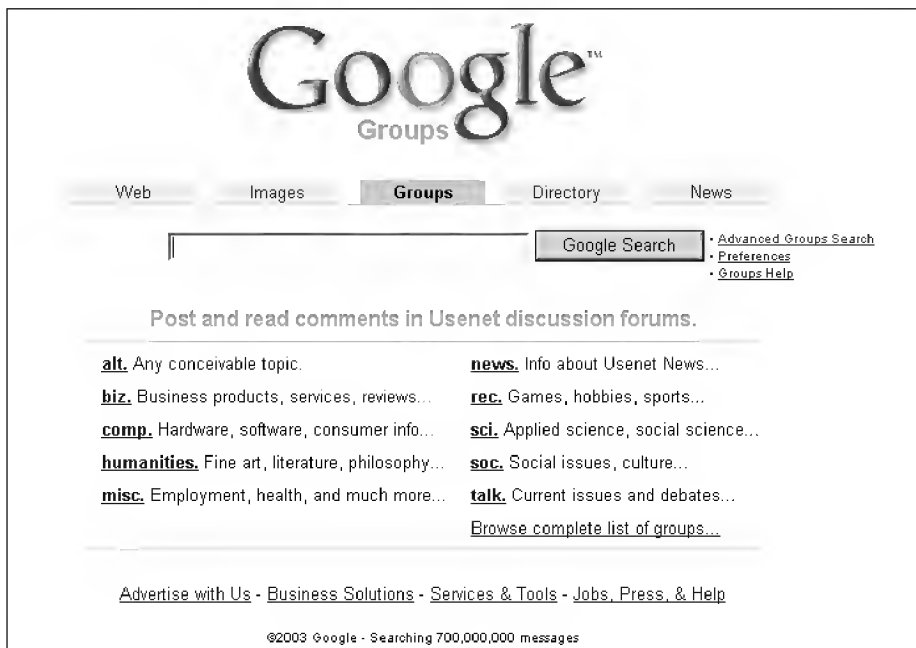 Google™
Groups
Web Images Groups Directory News
Google Search
• Advanced Groups Search
• Preferences
• Groups Help
Post and read comments in Usenet discussion forums.
alt. Any conceivable topic.
news. Info about Usenet News...
biz. Business products, services, reviews...
rec. Games, hobbies, sports...
comp. Hardware, software, consumer info...
sci. Applied science, social science...
humanities. Fine art, literature, philosophy...
soc. Social issues, culture...
misc. Employment, health, and much more...
talk. Current issues and debates...
Browse complete list of groups...
Advertise with Us - Business Solutions - Services & Tools - Jobs, Press, & Help
©2003 Google - Searching 700,000,000 messages